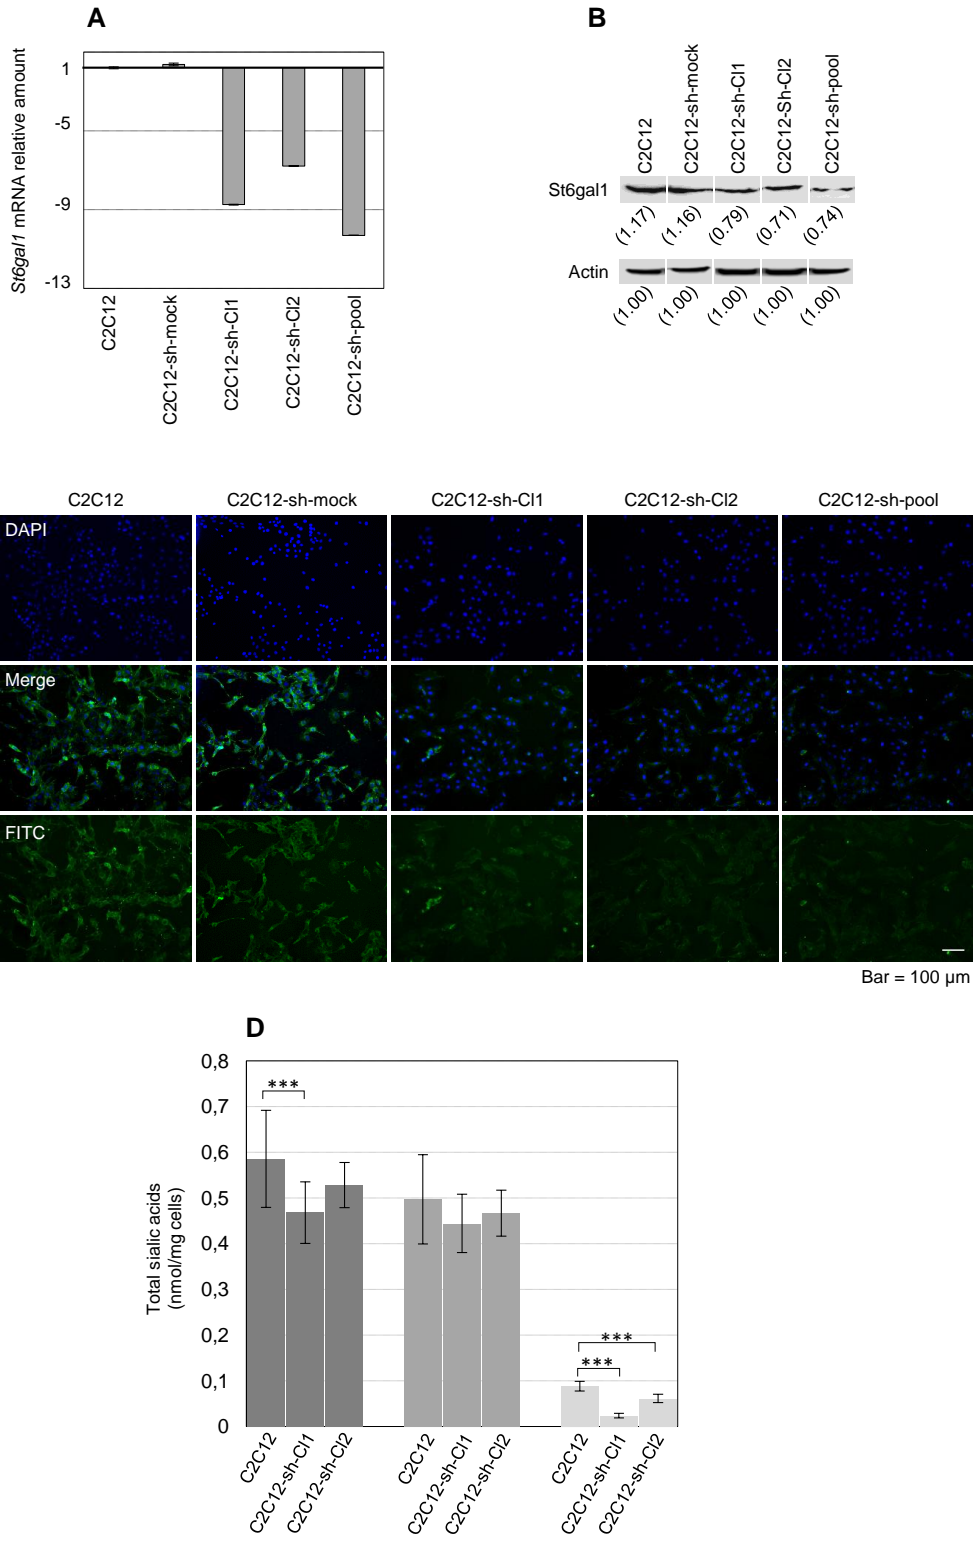 A
St6gal1 mRNA relative amount
1
-5
-9
-13
C2C12
C2C12-sh-mock
C2C12-sh-Cl1
C2C12-sh-Cl2
C2C12-sh-pool
B
C2C12
C2C12-sh-mock
C2C12-sh-Cl1
C2C12-Sh-Cl2
C2C12-sh-pool
St6gal1
(1.17)
(1.16)
(0.79)
(0.71)
(0.74)
Actin
(1.00)
(1.00)
(1.00)
(1.00)
(1.00)
C2C12
C2C12-sh-mock
C2C12-sh-Cl1
C2C12-sh-Cl2
C2C12-sh-pool
DAPI
Merge
FITC
Bar = 100 µm
D
Total sialic acids
(nmol/mg cells)
0,8
0,7
0,6
0,5
0,4
0,3
0,2
0,1
0
***
***
***
C2C12
C2C12-sh-Cl1
C2C12-sh-Cl2
C2C12
C2C12-sh-Cl1
C2C12-sh-Cl2
C2C12
C2C12-sh-Cl1
C2C12-sh-Cl2